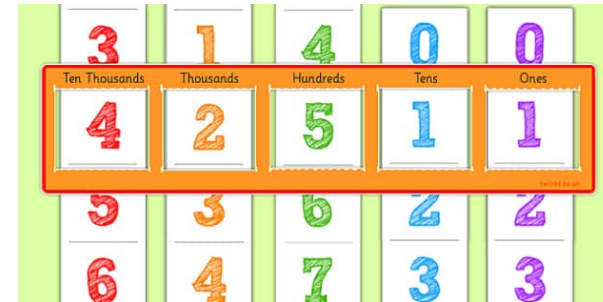 3 1 4 0 0
Ten Thousands Thousands Hundreds Tens Ones
4 2 5 1 1
twinkl.co.uk
5 3 6 2 2
6 4 7 3 3